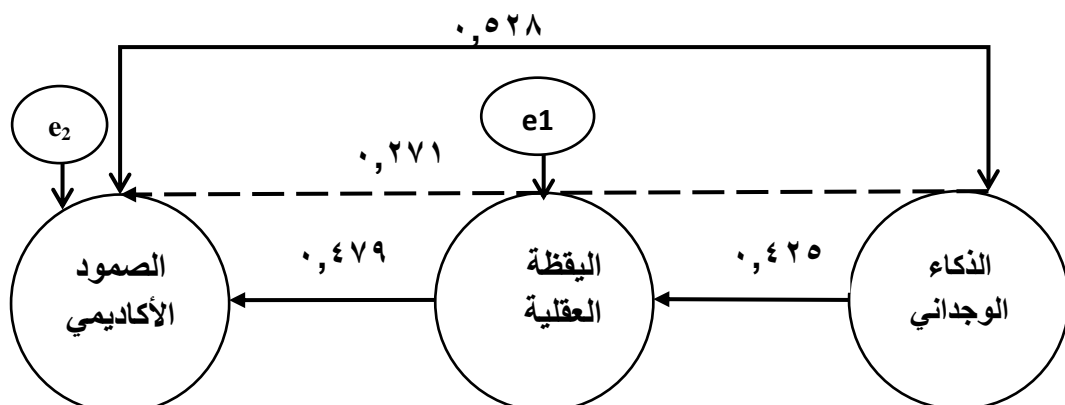 ٠,٥٢٨
e1
e₂
٠,٢٧١
٠,٤٢٥
٠,٤٧٩
الذكاء
الوجداني
اليقظة
العقلية
الصمود
الأكاديمي